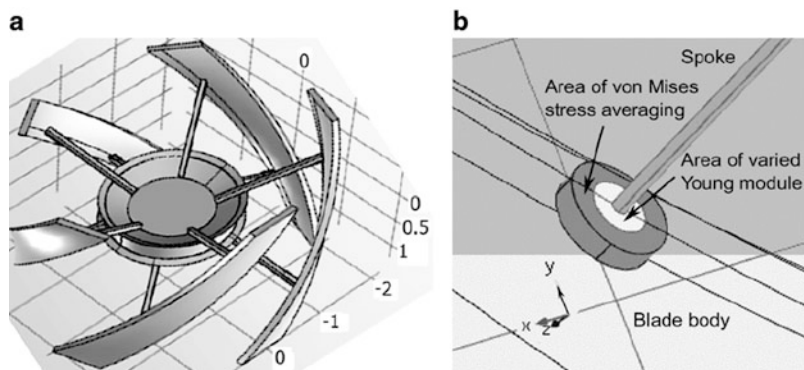 a
0
0
0.5
1
-2
-1
0
b
Spoke
Area of von Mises
stress averaging
Area of varied
Young module
y
x
z
Blade body